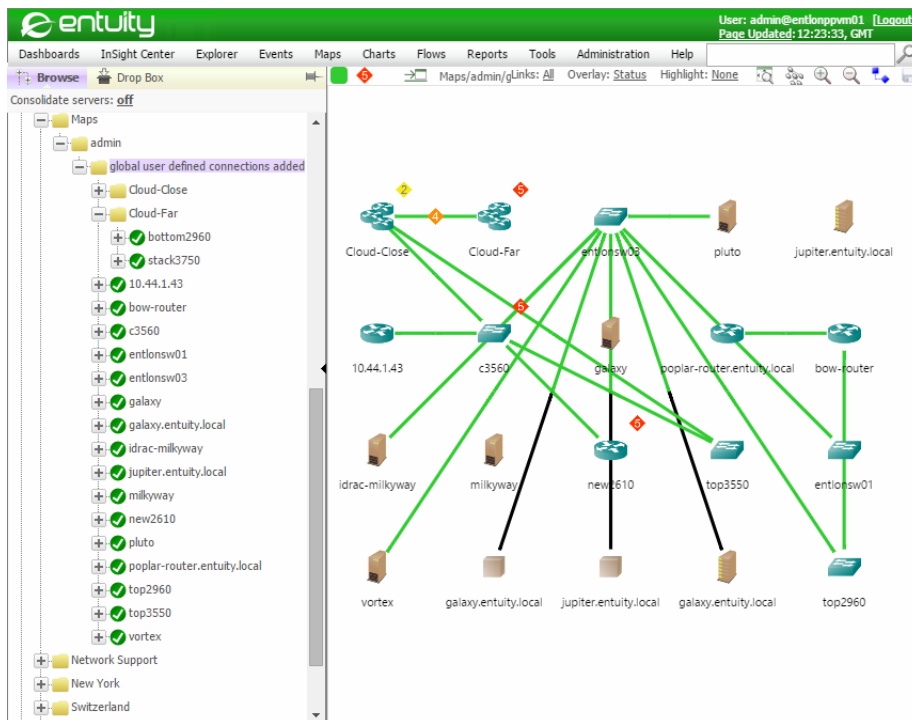 entuity
User: admin@entlonppvm01 [Logout
Page Updated: 12:23:33, GMT
Dashboards InSight Center Explorer Events Maps Charts Flows Reports Tools Administration Help
Browse Drop Box
5 Maps/admin/g Links: All Overlay: Status Highlight: None
Consolidate servers: off
Maps
admin
global user defined connections added
Cloud-Close
Cloud-Far
bottom2960
stack3750
10.44.1.43
bow-router
c3560
entlonsw01
entlonsw03
galaxy
galaxy.entuity.local
idrac-milkyway
jupiter.entuity.local
milkyway
new2610
pluto
poplar-router.entuity.local
top2960
top3550
vortex
Network Support
New York
Switzerland
2 5
4
Cloud-Close Cloud-Far entlonsw03 pluto jupiter.entuity.local
5
10.44.1.43 c3560 galaxy poplar-router.entuity.local bow-router
5
idrac-milkyway milkyway new2610 top3550 entlonsw01
vortex galaxy.entuity.local jupiter.entuity.local galaxy.entuity.local top2960